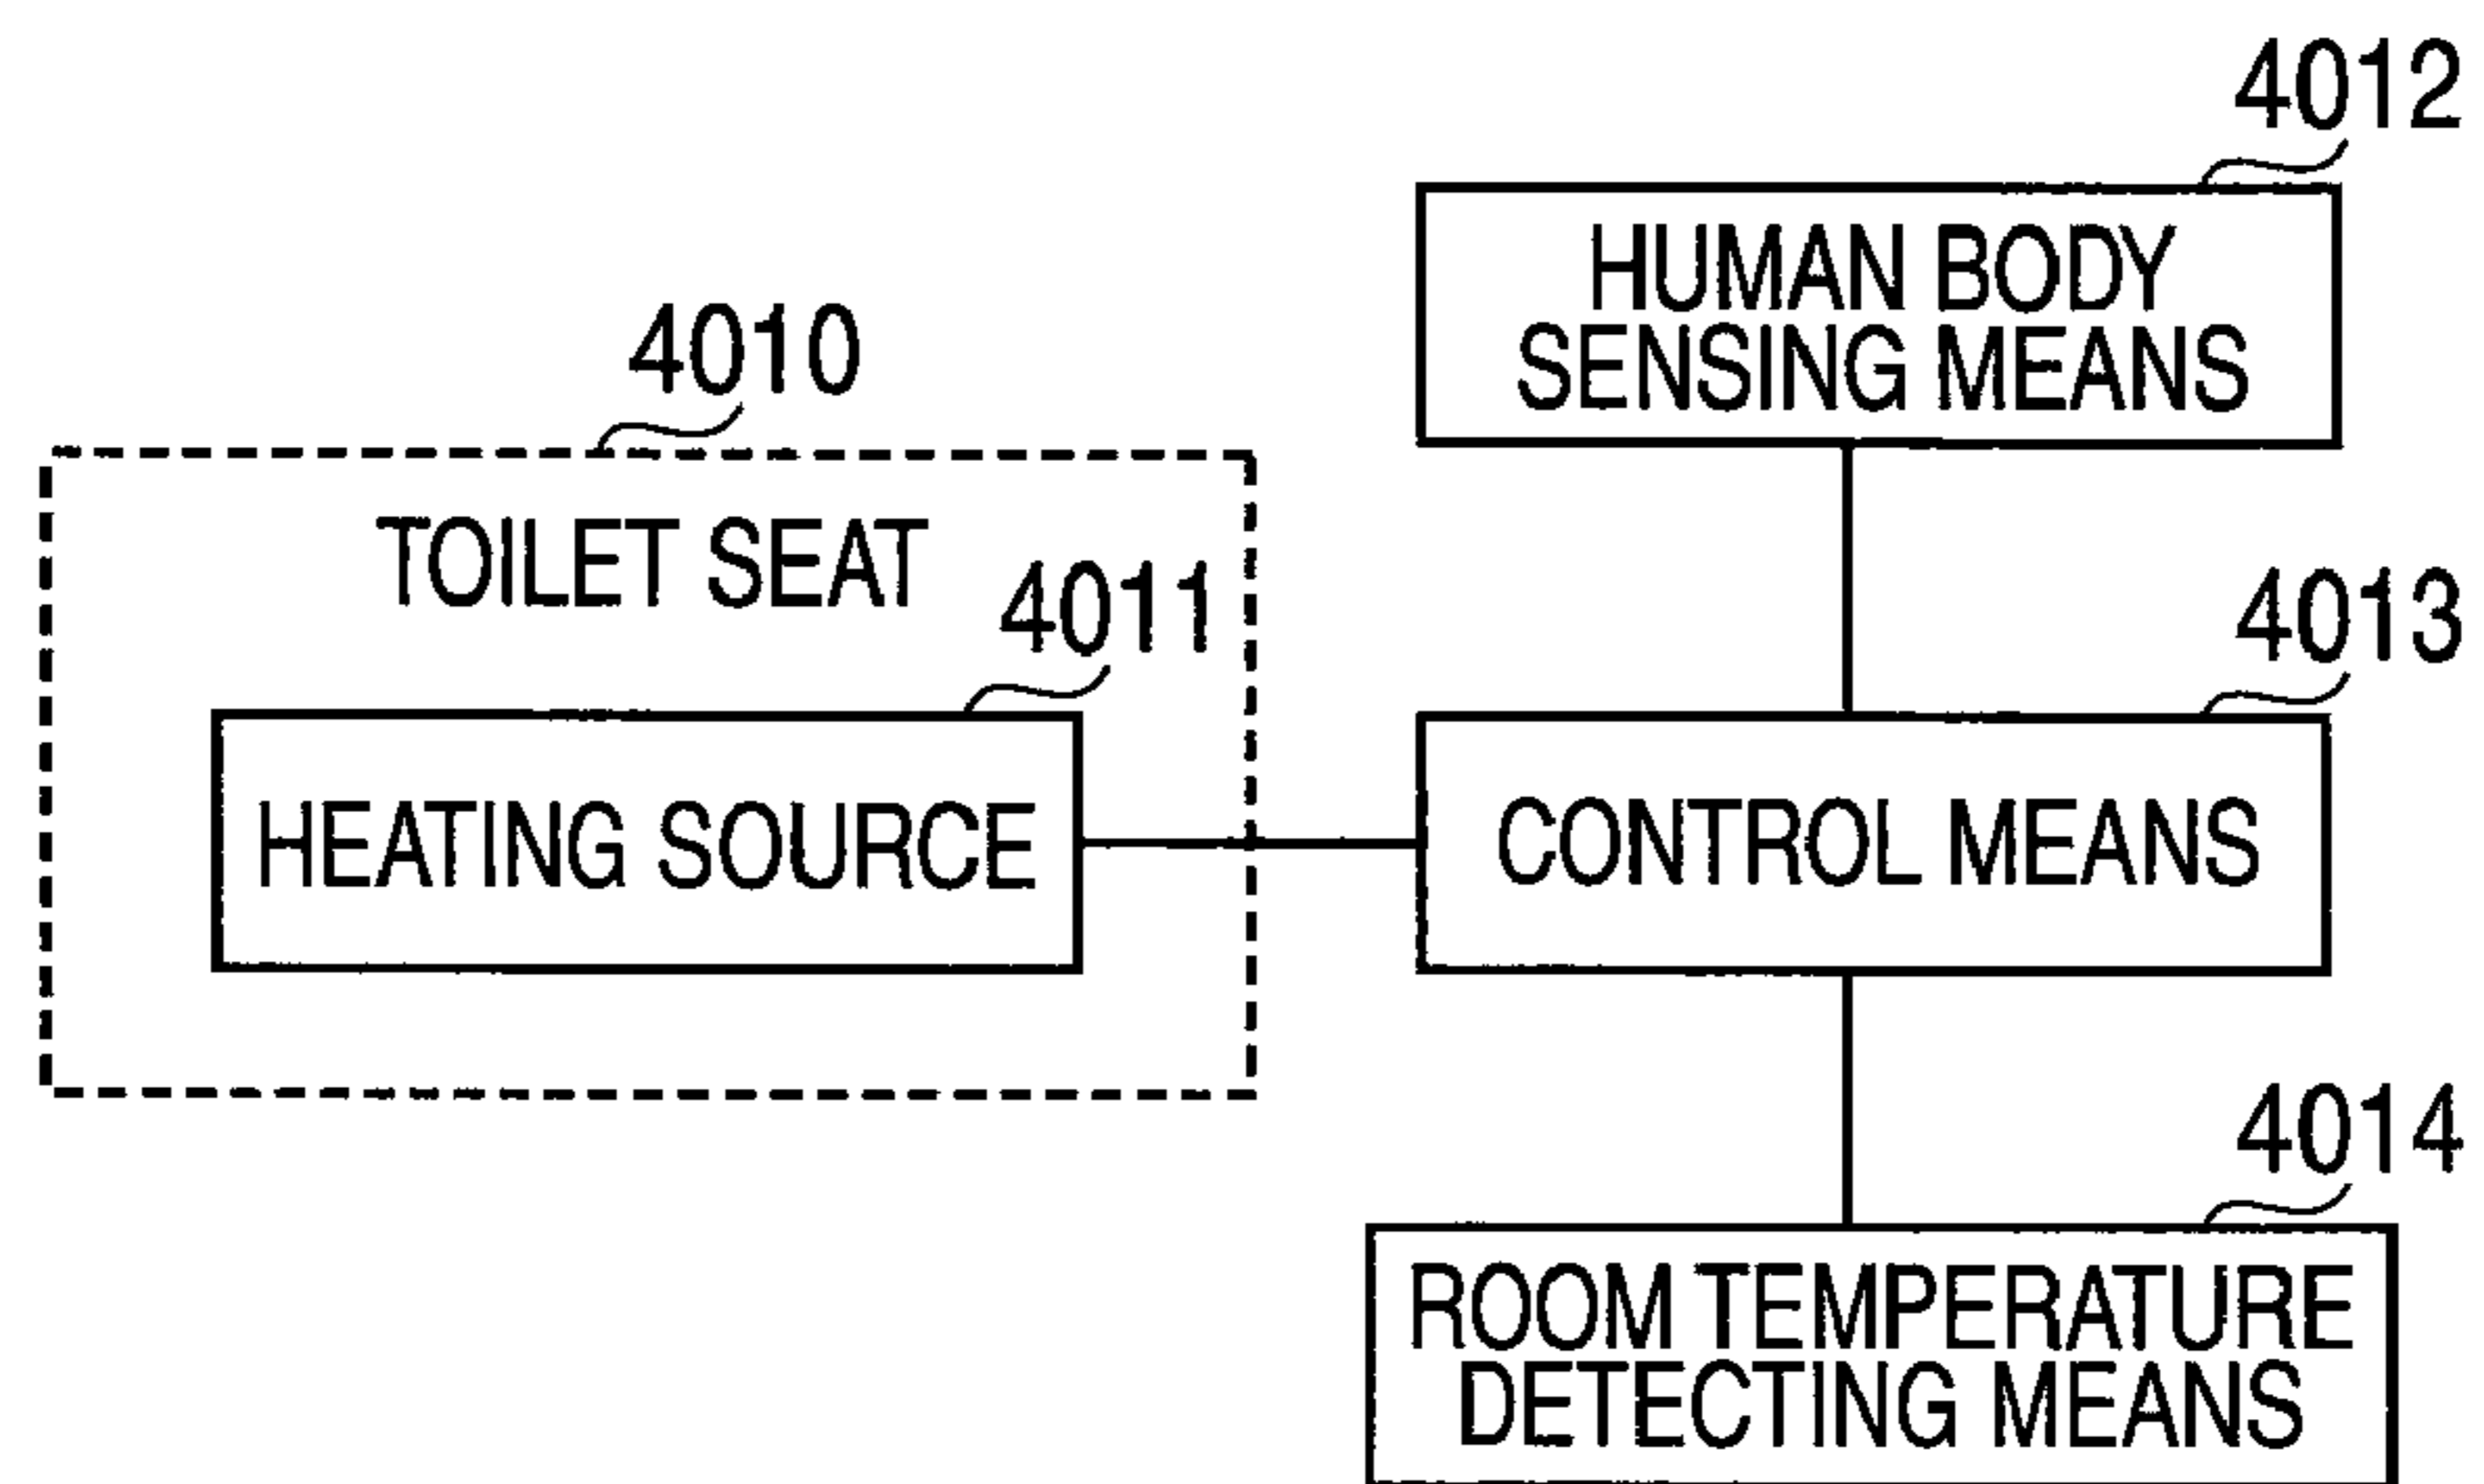 4012
HUMAN BODY
SENSING MEANS
4010
TOILET SEAT
4011
HEATING SOURCE
4013
CONTROL MEANS
4014
ROOM TEMPERATURE
DETECTING MEANS